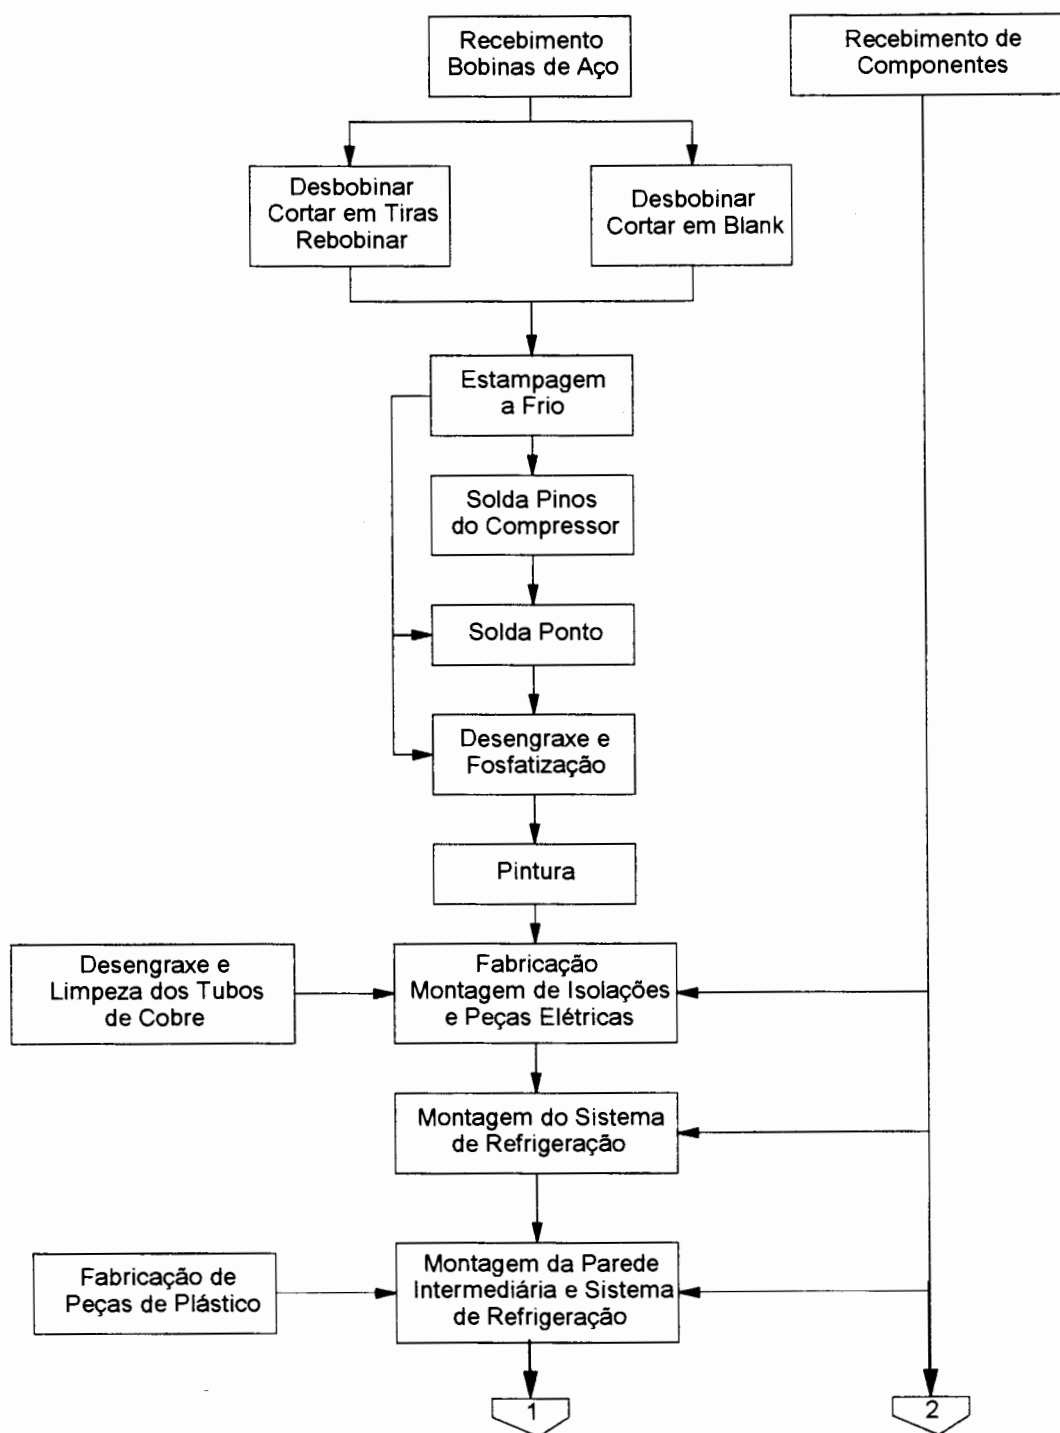 Recebimento
Bobinas de Aço
Recebimento de
Componentes
Desbobinar
Cortar em Tiras
Rebobinar
Desbobinar
Cortar em Blank
Estampagem
a Frio
Solda Pinos
do Compressor
Solda Ponto
Desengraxe e
Fosfatização
Pintura
Desengraxe e
Limpeza dos Tubos
de Cobre
Fabricação
Montagem de Isolações
e Peças Elétricas
Montagem do Sistema
de Refrigeração
Fabricação de
Peças de Plástico
Montagem da Parede
Intermediária e Sistema
de Refrigeração
1
2